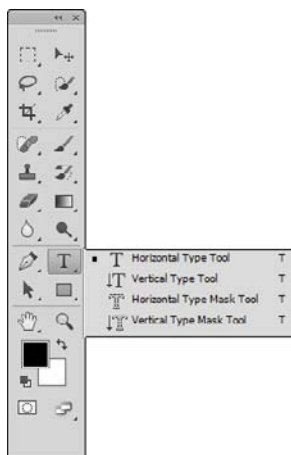 Horizontal Type Tool T
Vertical Type Tool T
Horizontal Type Mask Tool T
Vertical Type Mask Tool T